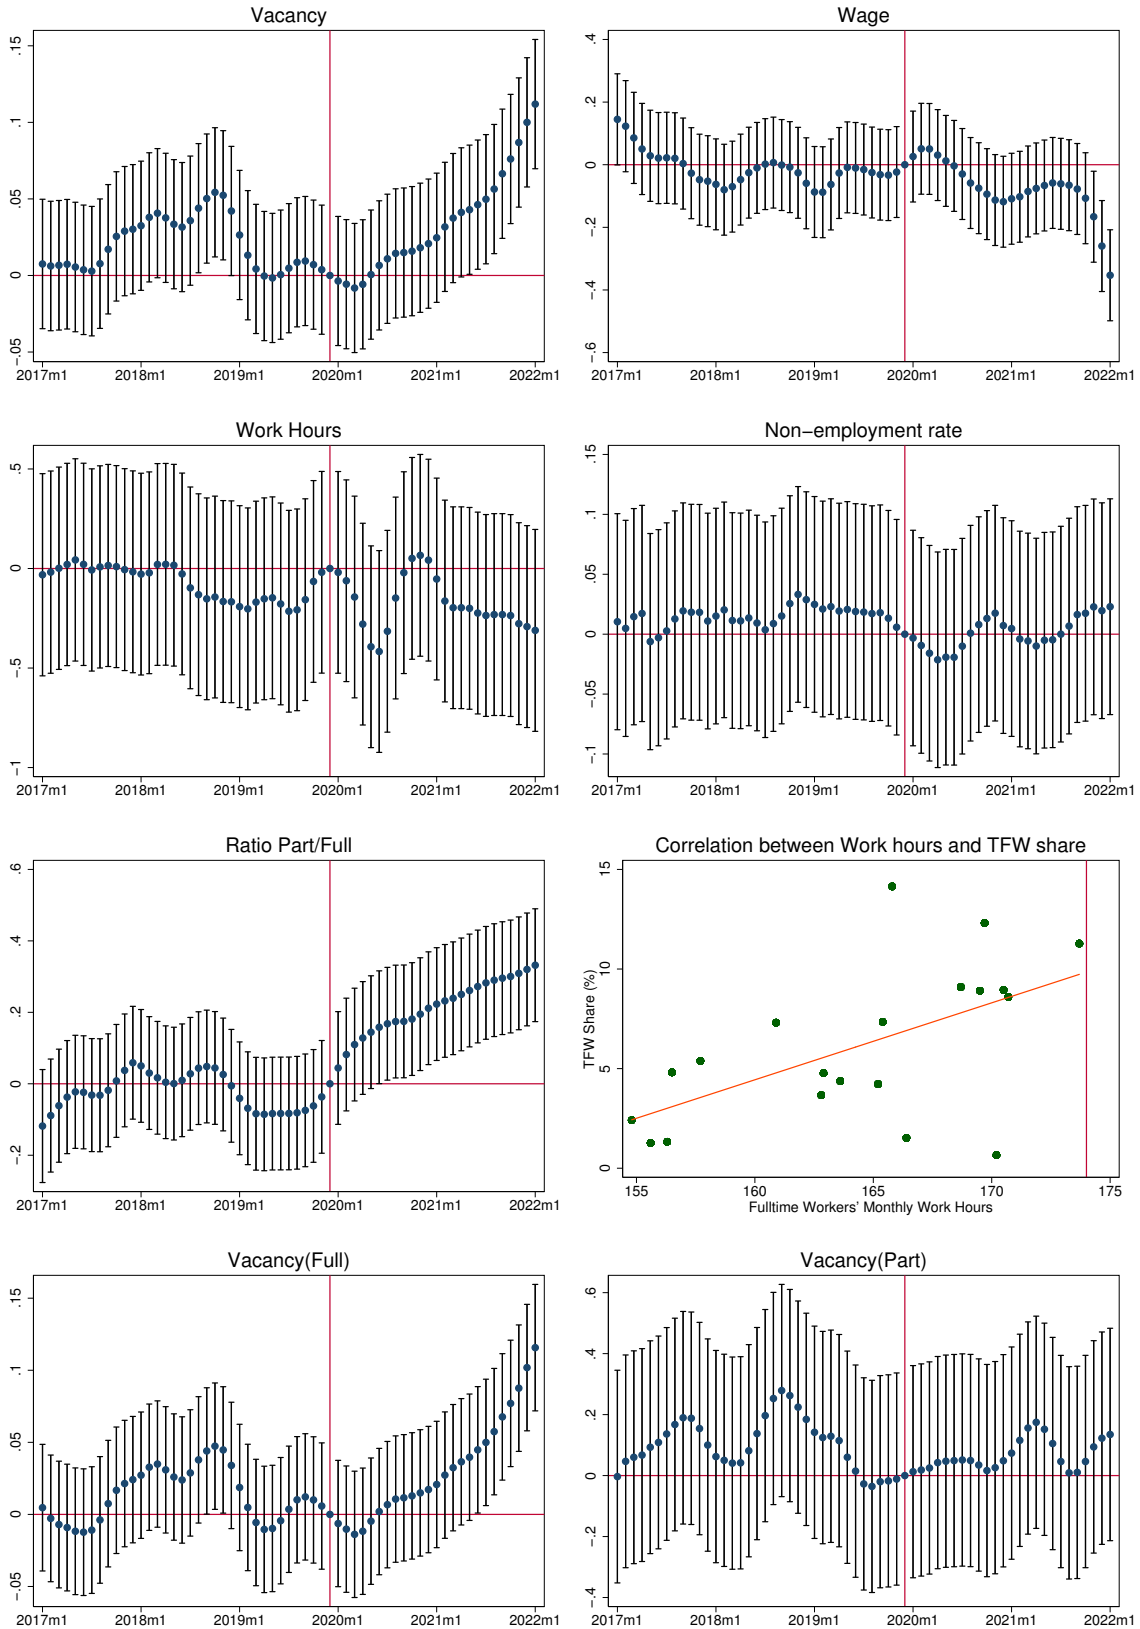 Vacancy
.15
.1
.05
0
-.05
2017m1 2018m1 2019m1 2020m1 2021m1 2022m1
Wage
.4
.2
0
-.2
-.4
-.6
2017m1 2018m1 2019m1 2020m1 2021m1 2022m1
Work Hours
.5
0
-.5
-1
2017m1 2018m1 2019m1 2020m1 2021m1 2022m1
Non-employment rate
.15
.1
.05
0
-.05
-.1
2017m1 2018m1 2019m1 2020m1 2021m1 2022m1
Ratio Part/Full
.6
.4
.2
0
-.2
2017m1 2018m1 2019m1 2020m1 2021m1 2022m1
Correlation between Work hours and TFW share
TFW Share (%)
15
10
5
0
155 160 165 170 175
Fulltime Workers' Monthly Work Hours
Vacancy(Full)
.15
.1
.05
0
-.05
2017m1 2018m1 2019m1 2020m1 2021m1 2022m1
Vacancy(Part)
.6
.4
.2
0
-.2
-.4
2017m1 2018m1 2019m1 2020m1 2021m1 2022m1